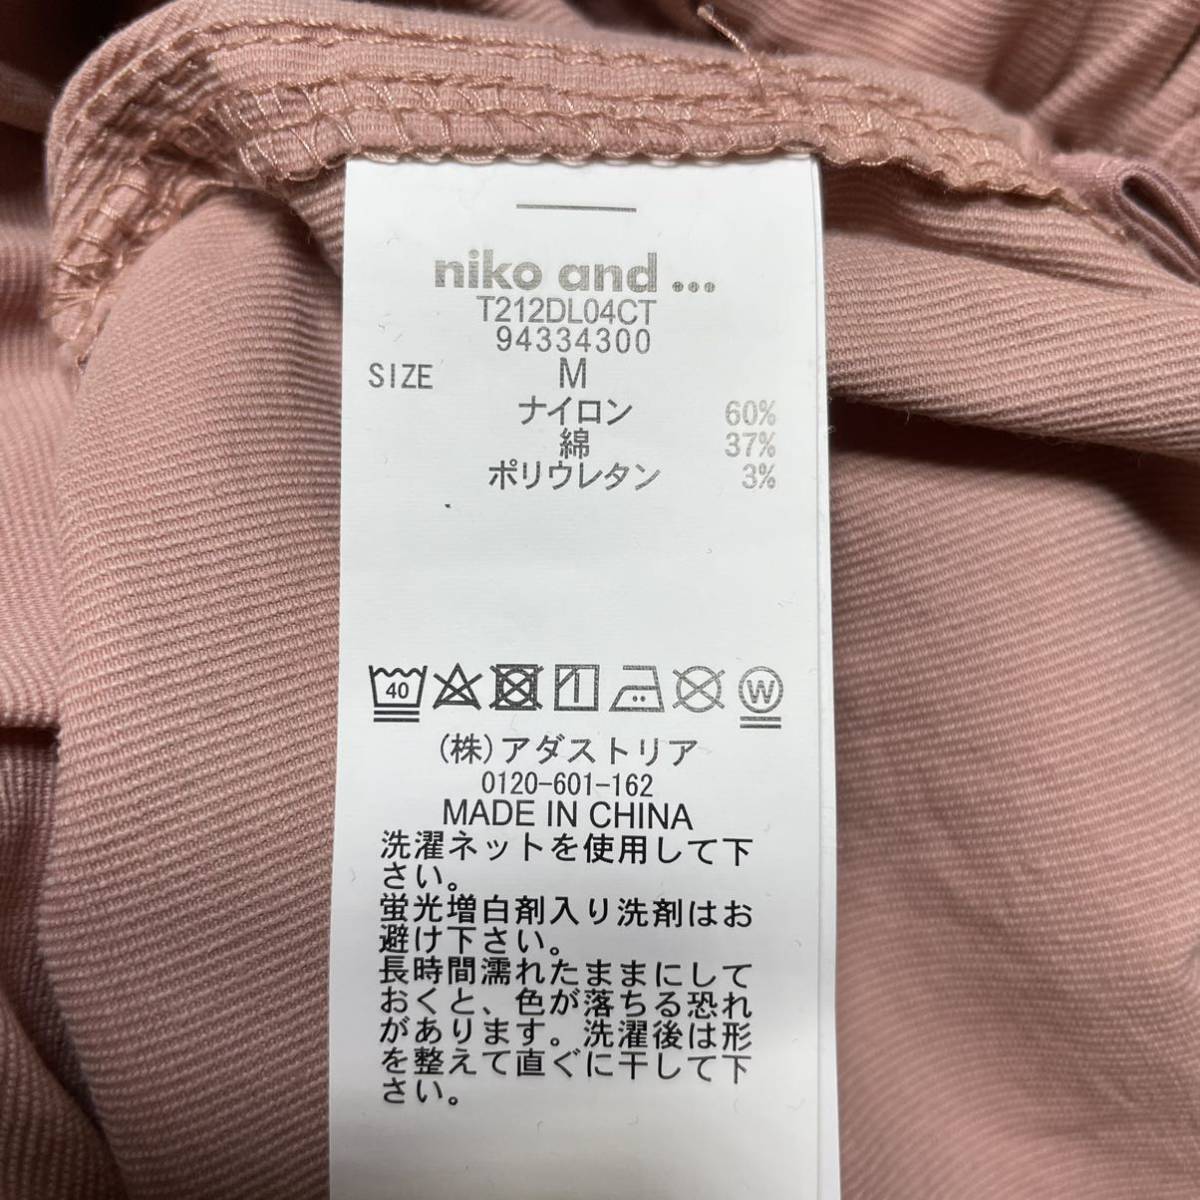 niko and ...
T212DL04CT
94334300
SIZE M
ナイロン 60%
綿 37%
ポリウレタン 3%
40 W
(株)アダストリア
0120-601-162
MADE IN CHINA
洗濯ネットを使用して下
さい。
蛍光増白剤入り洗剤はお
避け下さい。
長時間濡れたままにして
おくと、色が落ちる恐れ
があります。洗濯後は形
を整えて直ぐに干して下
さい。